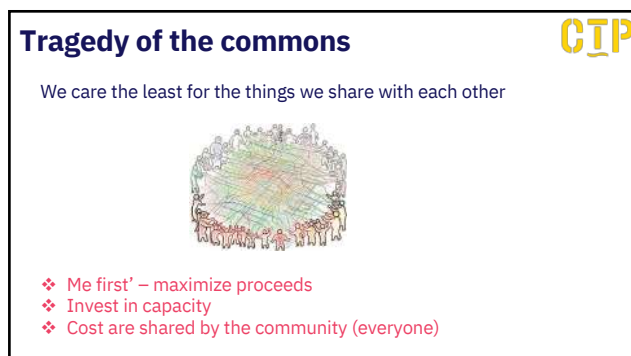 Tragedy of the commons
CTP
We care the least for the things we share with each other
❖ Me first’ – maximize proceeds
❖ Invest in capacity
❖ Cost are shared by the community (everyone)